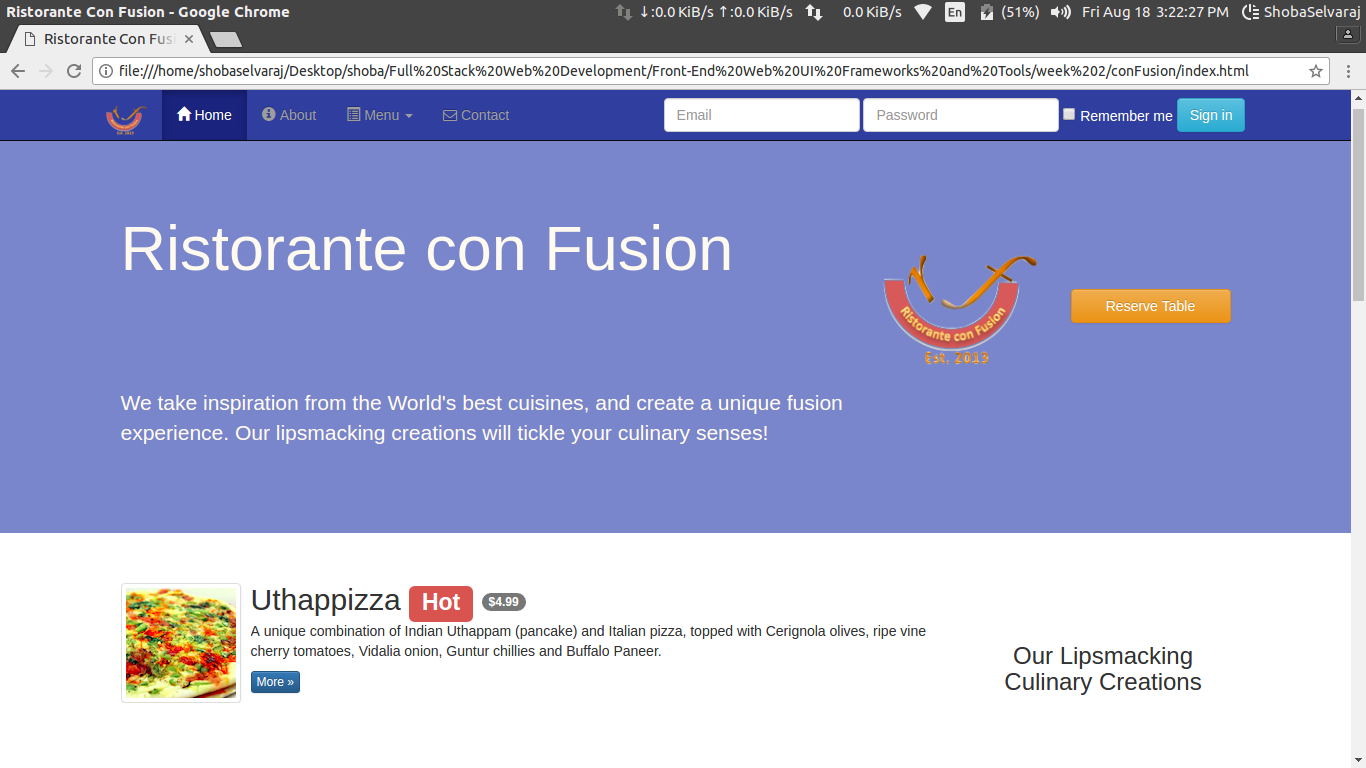 Ristorante Con Fusion - Google Chrome
↓:0.0 KiB/s ↑:0.0 KiB/s 0.0 KiB/s En (51%) Fri Aug 18 3:22:27 PM ShobaSelvaraj
Ristorante Con Fus
file:///home/shobaselvaraj/Desktop/shoba/Full%20Stack%20Web%20Development/Front-End%20Web%20UI%20Frameworks%20and%20Tools/week%202/conFusion/index.html
Home About Menu Contact Email Password Remember me Sign in
Ristorante con Fusion
Ristorante con Fusion
Est. 2013
Reserve Table
We take inspiration from the World's best cuisines, and create a unique fusion
experience. Our lipsmacking creations will tickle your culinary senses!
Uthappizza Hot $4.99
A unique combination of Indian Uthappam (pancake) and Italian pizza, topped with Cerignola olives, ripe vine
cherry tomatoes, Vidalia onion, Guntur chillies and Buffalo Paneer.
More »
Our Lipsmacking
Culinary Creations